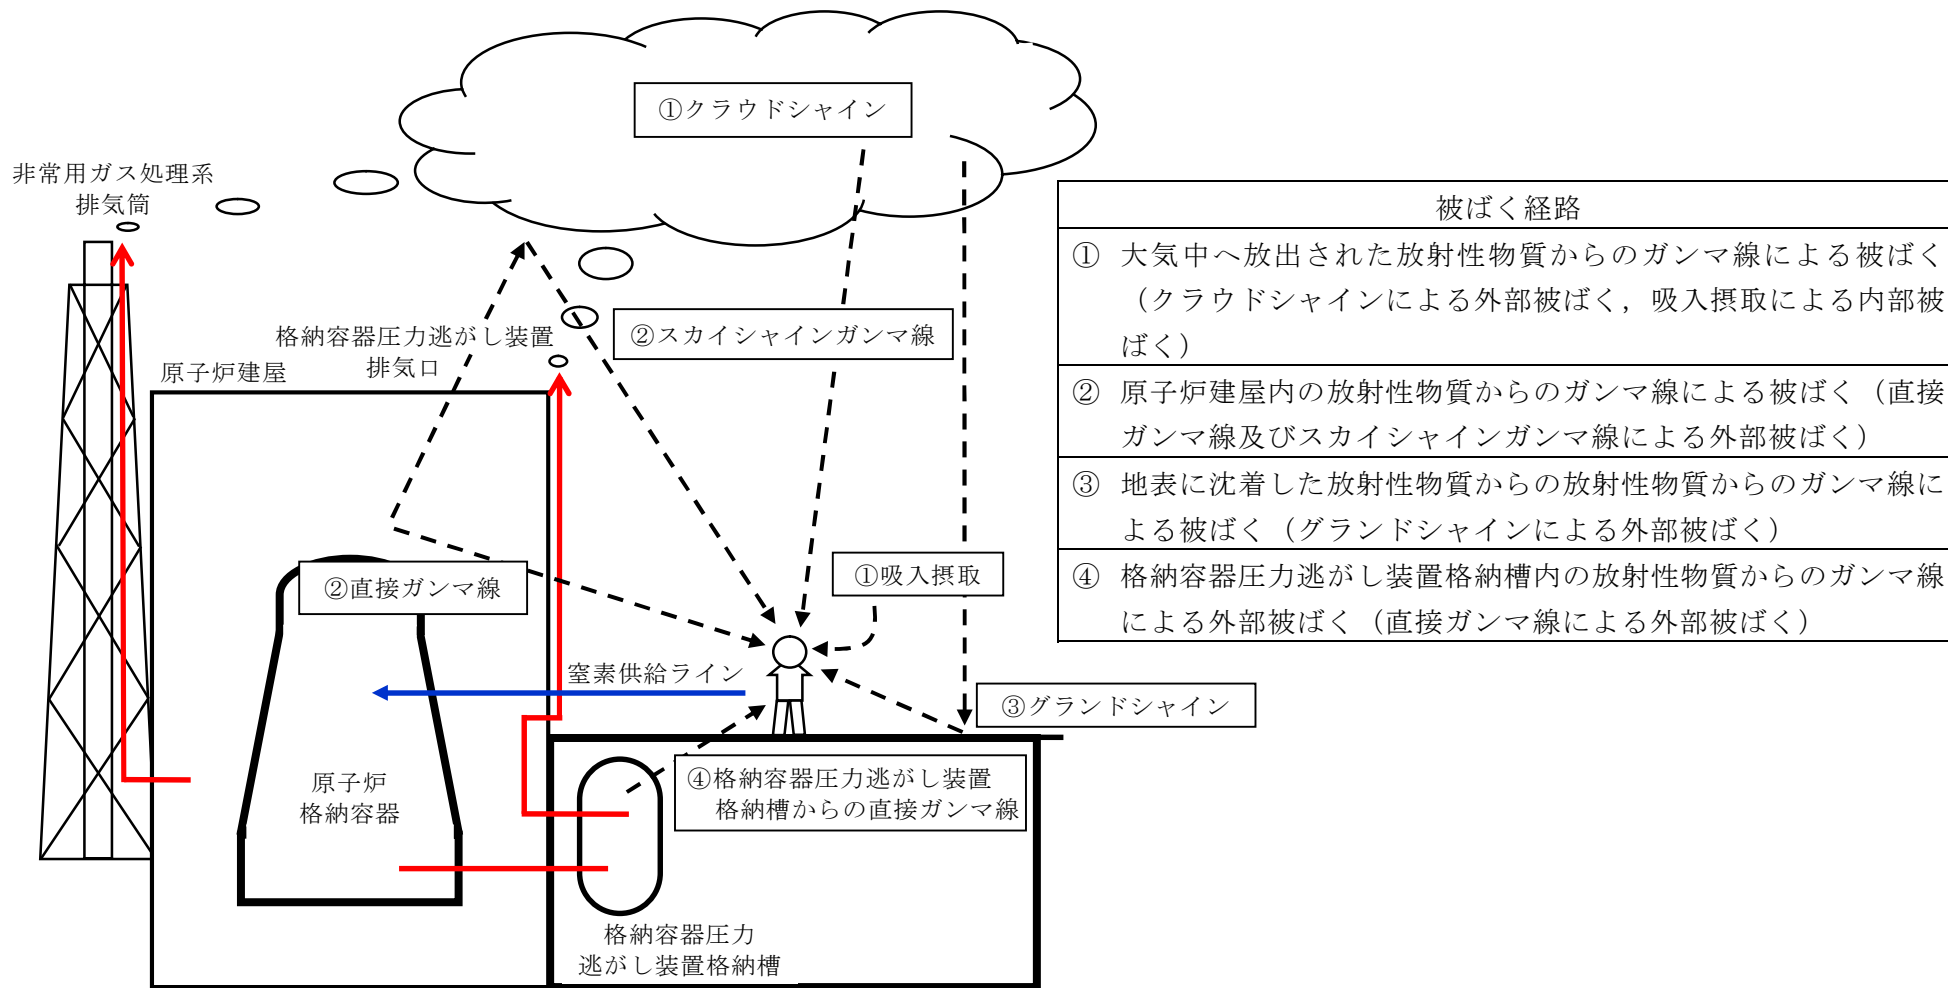 ①クラウドシャイン
非常用ガス処理系
排気筒
②スカイシャインガンマ線
格納容器圧力逃がし装置
排気口
原子炉建屋
②直接ガンマ線
①吸入摂取
窒素供給ライン
③グランドシャイン
④格納容器圧力逃がし装置
格納槽からの直接ガンマ線
原子炉
格納容器
格納容器圧力
逃がし装置格納槽
被ばく経路
① 大気中へ放出された放射性物質からのガンマ線による被ばく
（クラウドシャインによる外部被ばく，吸入摂取による内部被
ばく）
② 原子炉建屋内の放射性物質からのガンマ線による被ばく（直接
ガンマ線及びスカイシャインガンマ線による外部被ばく）
③ 地表に沈着した放射性物質からの放射性物質からのガンマ線に
よる被ばく（グランドシャインによる外部被ばく）
④ 格納容器圧力逃がし装置格納槽内の放射性物質からのガンマ線
による外部被ばく（直接ガンマ線による外部被ばく）